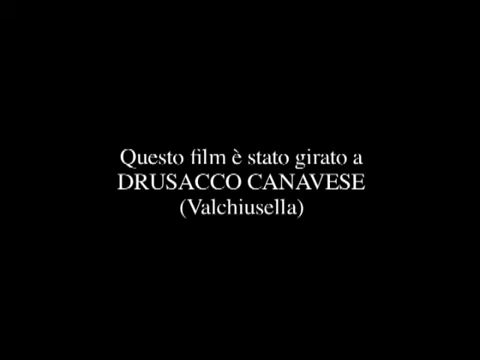 Questo film è stato girato a
DRUSACCO CANAVESE
(Valchiusella)